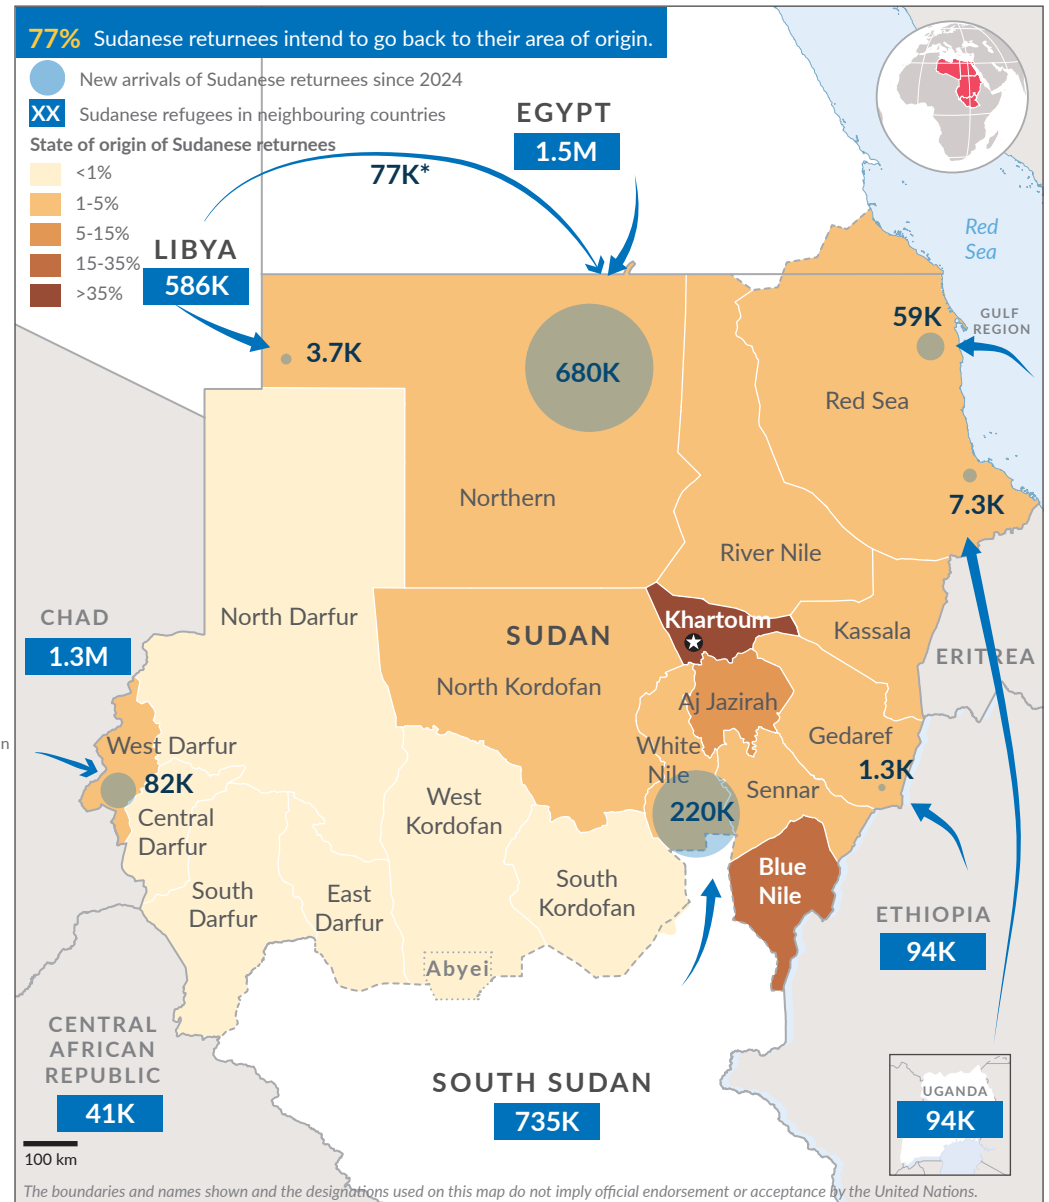 77% Sudanese returnees intend to go back to their area of origin.
New arrivals of Sudanese returnees since 2024
XX Sudanese refugees in neighbouring countries
State of origin of Sudanese returnees
<1%
1-5%
5-15%
15-35%
>35%
EGYPT
1.5M
77K*
LIBYA
586K
Red
Sea
GULF
REGION
59K
3.7K
680K
Red Sea
7.3K
Northern
River Nile
CHAD
1.3M
North Darfur
SUDAN
Khartoum
Kassala
ERITREA
North Kordofan
Aj Jazirah
n
West Darfur
White
Nile
Gedaref
1.3K
82K
Sennar
220K
Central
Darfur
West
Kordofan
South
Darfur
East
Darfur
South
Kordofan
Blue
Nile
ETHIOPIA
94K
Abyei
CENTRAL
AFRICAN
REPUBLIC
41K
SOUTH SUDAN
735K
UGANDA
94K
100 km
The boundaries and names shown and the designations used on this map do not imply official endorsement or acceptance by the United Nations.